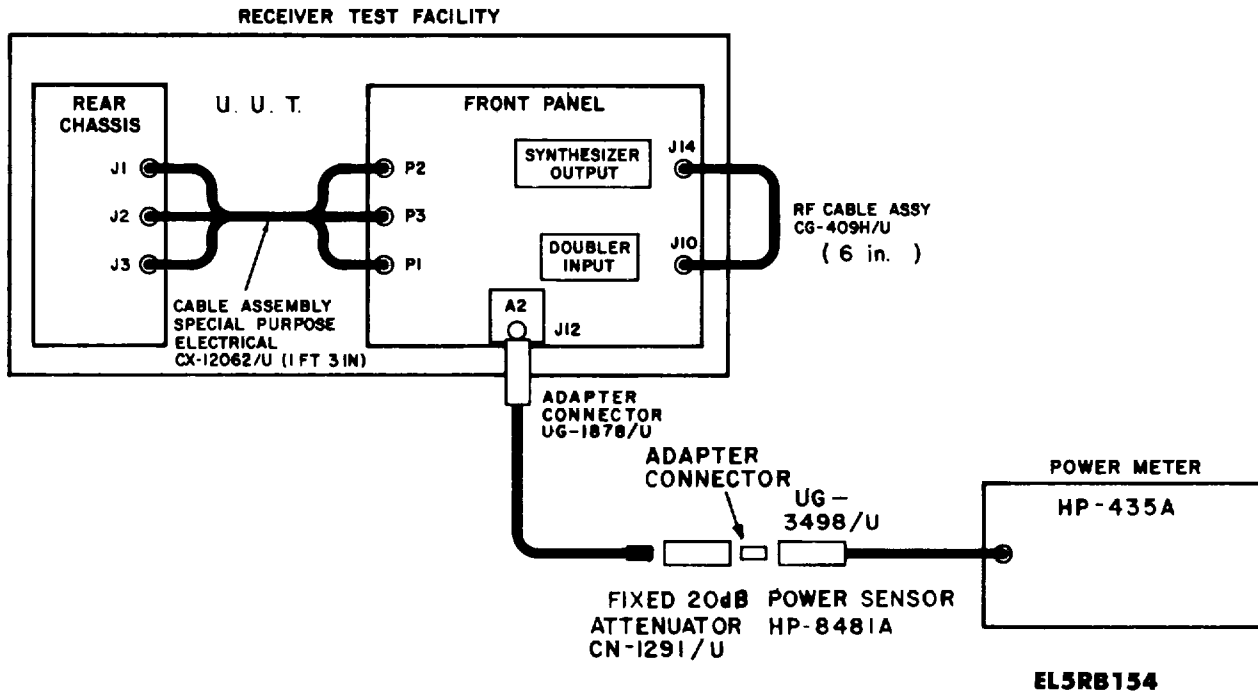 RECEIVER TEST FACILITY
REAR
CHASSIS
U. U. T.
FRONT PANEL
J1
J2
J3
P2
P3
P1
SYNTHESIZER
OUTPUT
J14
DOUBLER
INPUT
J10
RF CABLE ASSY
CG-409H/U
( 6 in. )
CABLE ASSEMBLY
SPECIAL PURPOSE
ELECTRICAL
CX-12062/U (1 FT 3 IN)
A2
J12
ADAPTER
CONNECTOR
UG-1878/U
ADAPTER
CONNECTOR
UG-
3498/U
POWER METER
HP-435A
FIXED 20dB
ATTENUATOR
CN-1291/U
POWER SENSOR
HP-8481A
EL5RB154